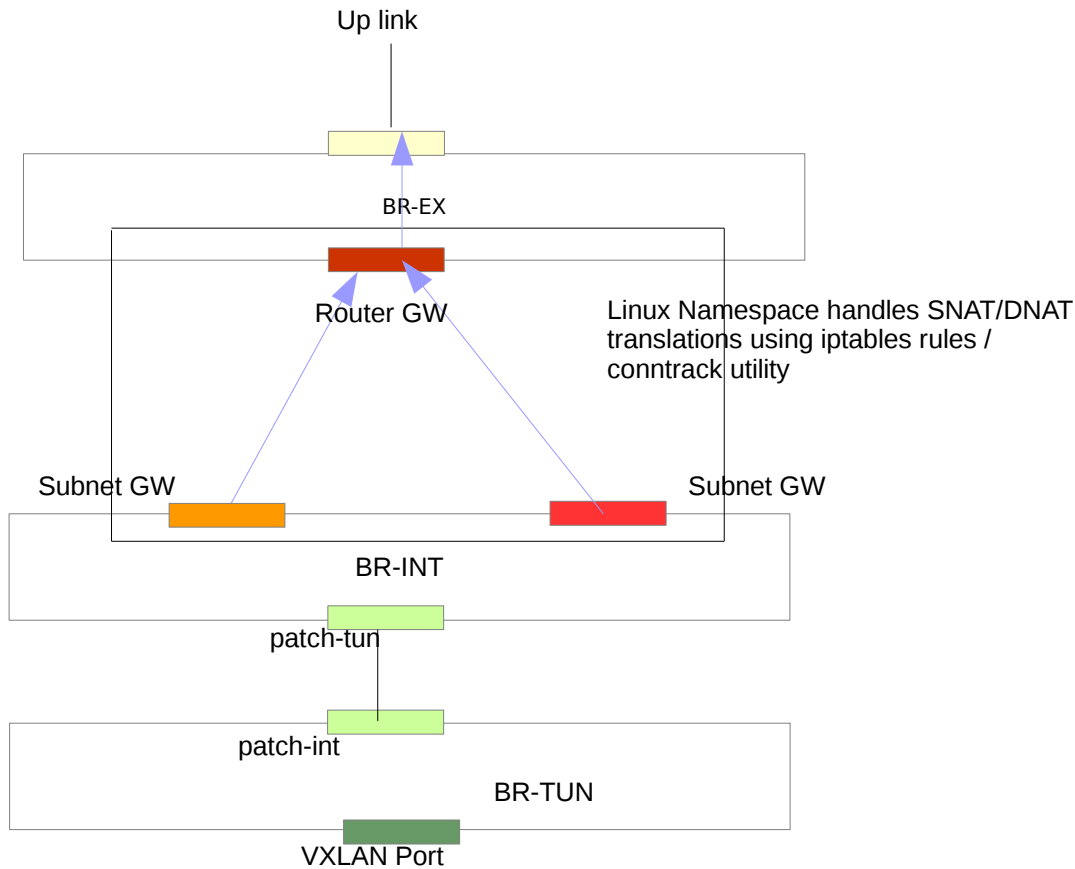 Up link
BR-EX
Router GW
Linux Namespace handles SNAT/DNAT
translations using iptables rules /
conntrack utility
Subnet GW
Subnet GW
BR-INT
patch-tun
patch-int
BR-TUN
VXLAN Port